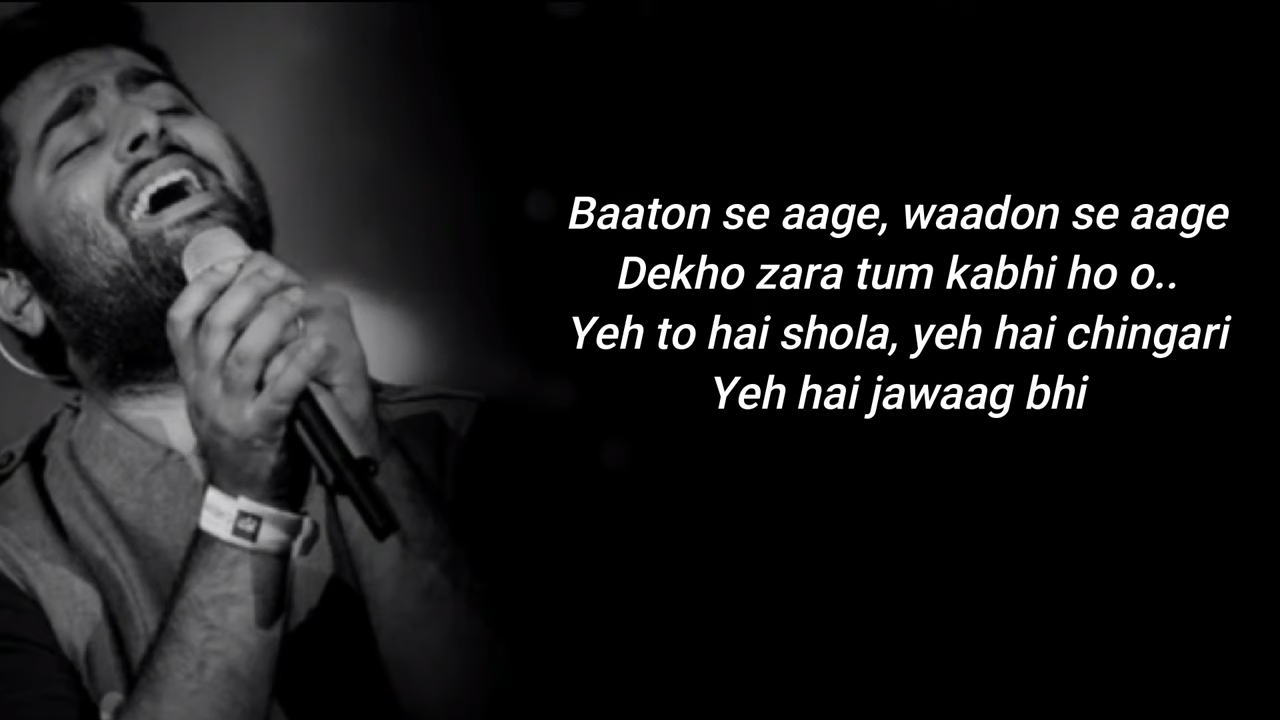 Baaton se aage, waadon se aage
Dekho zara tum kabhi ho o..
Yeh to hai shola, yeh hai chingari
Yeh hai jawaag bhi